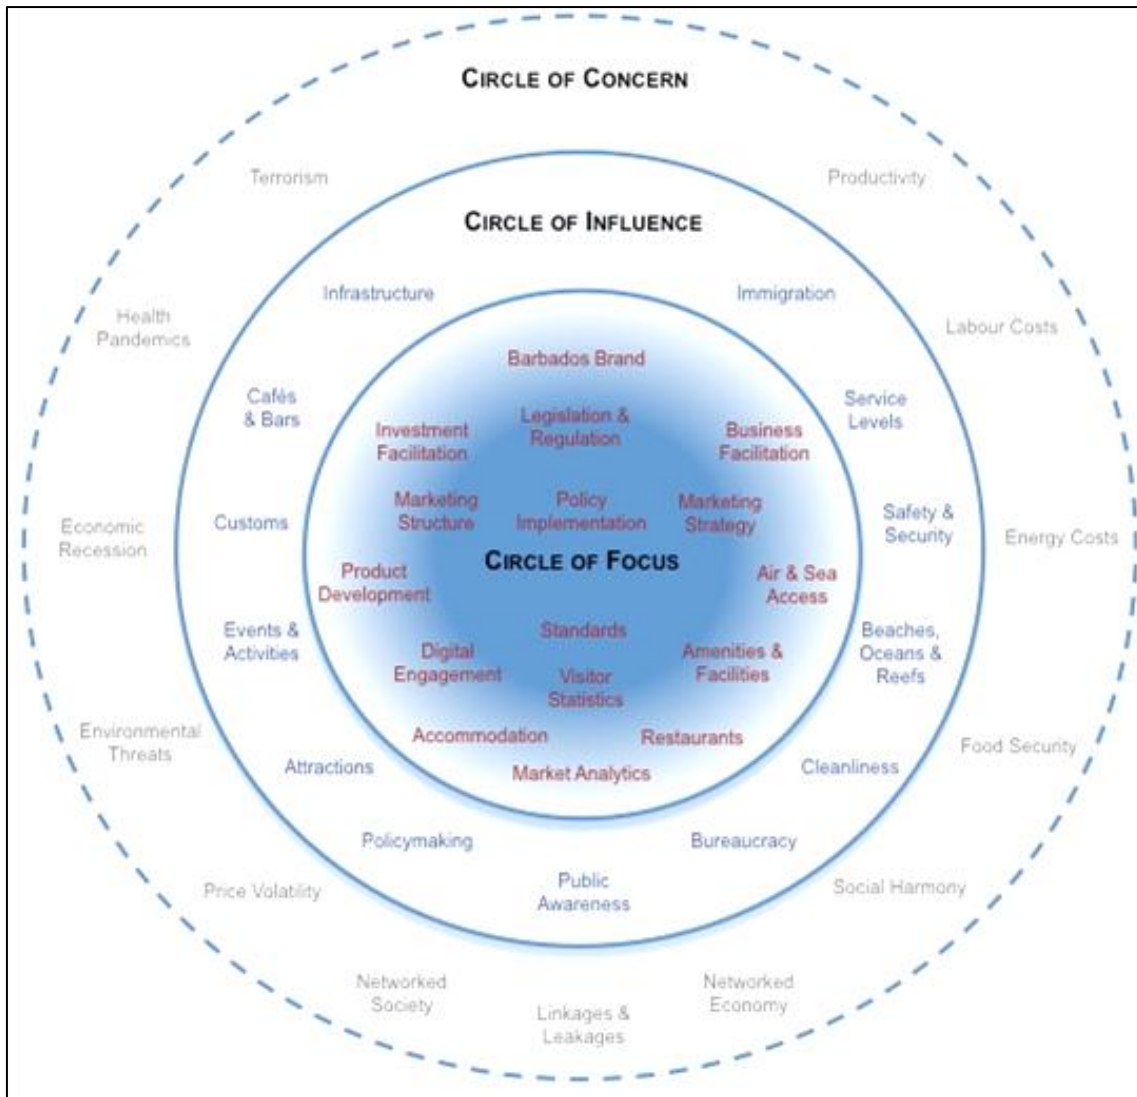 CIRCLE OF CONCERN
Terrorism
Productivity
CIRCLE OF INFLUENCE
Infrastructure
Immigration
Health
Pandemics
Labour Costs
Barbados Brand
Cafés
& Bars
Service
Levels
Legislation &
Regulation
Investment
Facilitation
Business
Facilitation
Marketing
Structure
Policy
Implementation
Marketing
Strategy
Economic
Recession
Customs
Safety &
Security
Energy Costs
CIRCLE OF FOCUS
Product
Development
Air & Sea
Access
Events &
Activities
Standards
Beaches,
Oceans &
Reefs
Digital
Engagement
Visitor
Statistics
Amenities &
Facilities
Environmental
Threats
Accommodation
Restaurants
Food Security
Attractions
Market Analytics
Cleanliness
Policymaking
Bureaucracy
Price Volatility
Public
Awareness
Social Harmony
Networked
Society
Linkages &
Leakages
Networked
Economy